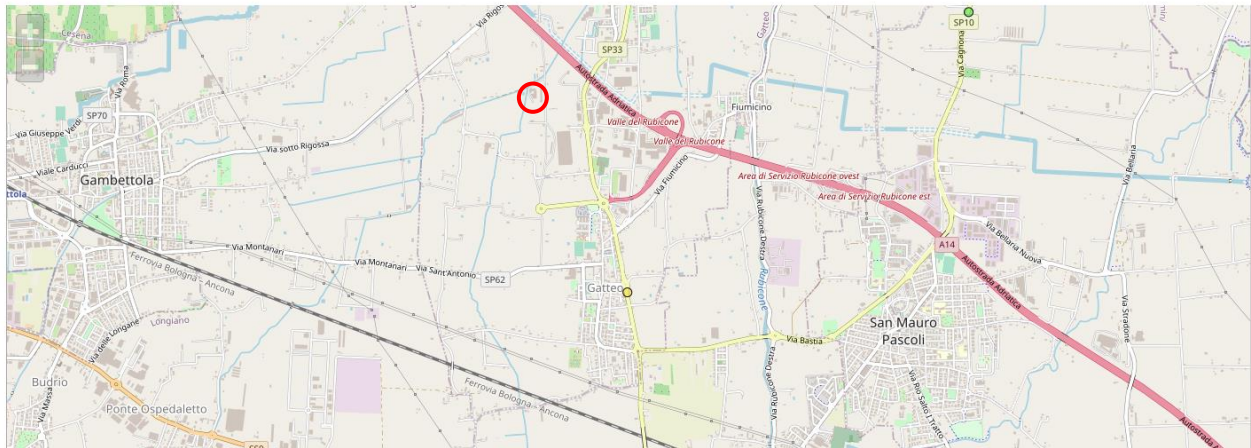 Cesena
Via Rigossa
SP33
Gatteo
SP10
Via Cagnona
Via Roma
SP70
Autostrada Adriatica
Via Giuseppe Verdi
Fiumicino
Valle del Rubicone
Valle del Rubicone
Via sotto Rigossa
Viale Carducci
Gambettola
Via Fiumicino
Via Rubicone Destra
Area di Servizio Rubicone ovest
Area di Servizio Rubicone est
Via Bellaria
Via Bellaria Nuova
A14
Autostrada Adriatica
Via Montanari
Via Montanari
Via Sant'Antonio
SP62
Ferrovia Bologna - Ancona
Gatteo
Rubicone
Longiano
Via delle Longane
San Mauro
Pascoli
Via Bastia
Via Stradone
Budrio
Via Massa
Ponte Ospedaletto
Ferrovia Bologna - Ancona
Via Rio Salto I Tratto